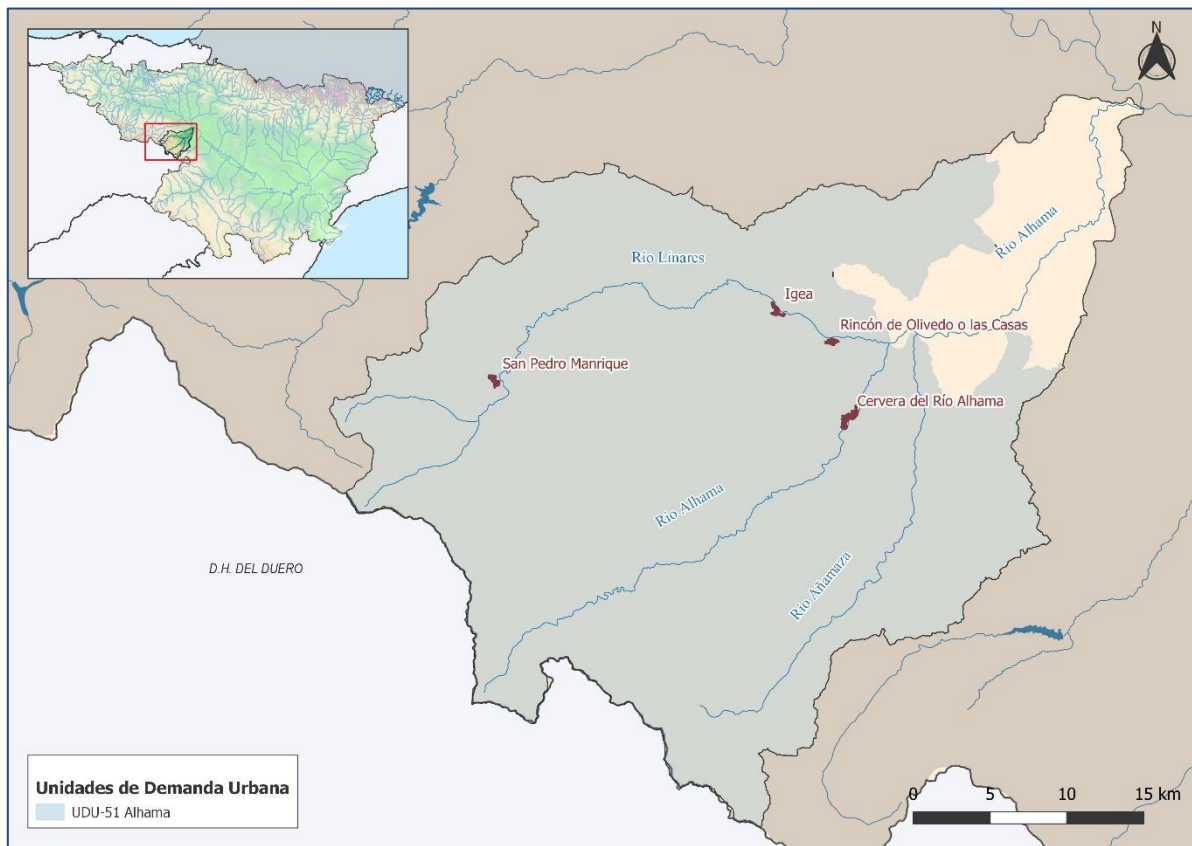 N
Río Alhama
Río Linares
Igea
Rincón de Olivedo o las Casas
San Pedro Manrique
Cervera del Río Alhama
Río Alhama
Río Añamaza
D.H. DEL DUERO
Unidades de Demanda Urbana
UDU-51 Alhama
0 5 10 15 km